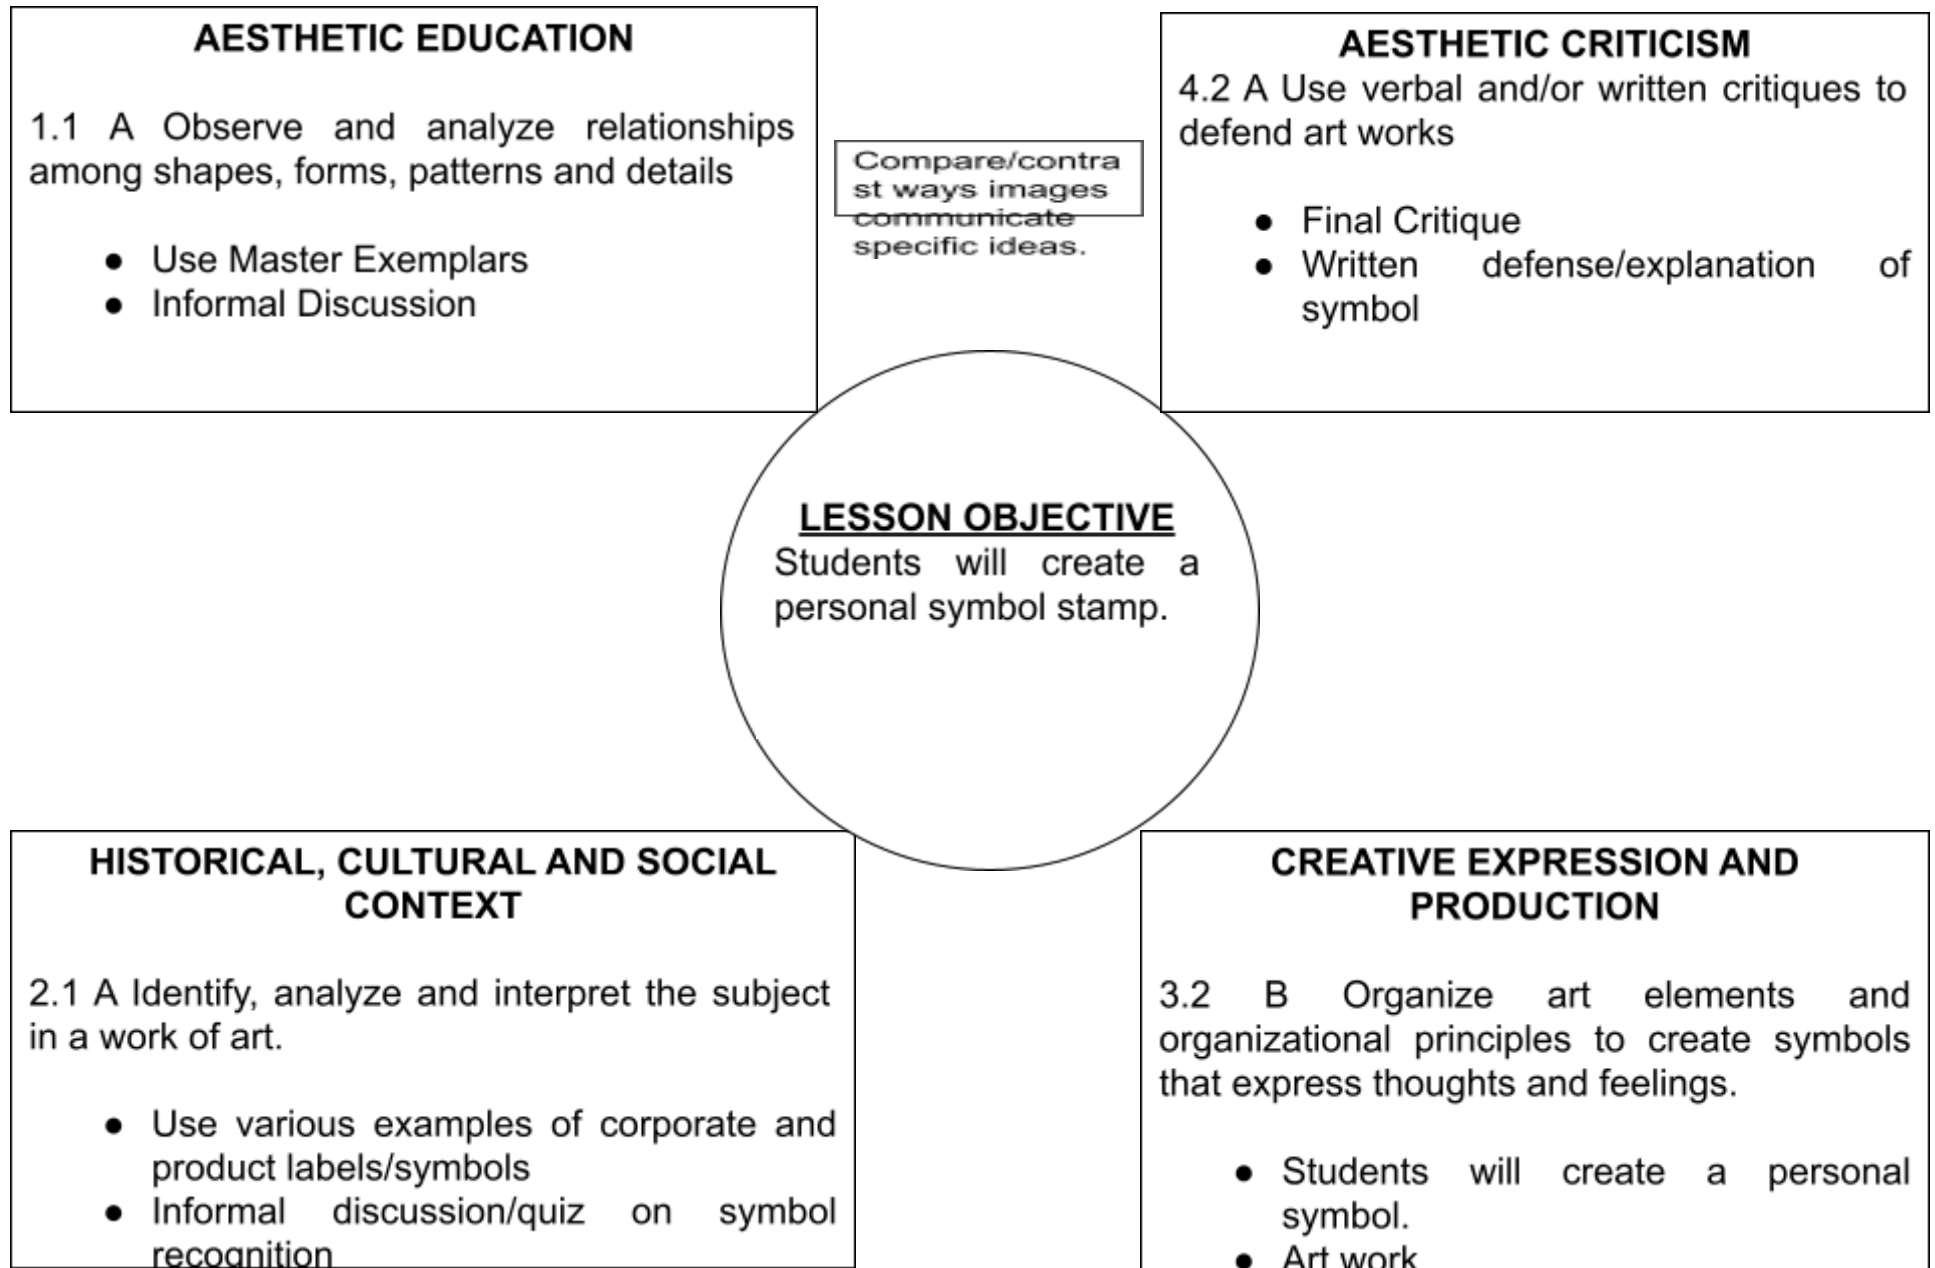 AESTHETIC EDUCATION
1.1 A Observe and analyze relationships
among shapes, forms, patterns and details
● Use Master Exemplars
● Informal Discussion
Compare/contra
st ways images
communicate
specific ideas.
AESTHETIC CRITICISM
4.2 A Use verbal and/or written critiques to
defend art works
● Final Critique
● Written defense/explanation of
symbol
LESSON OBJECTIVE
Students will create a
personal symbol stamp.
HISTORICAL, CULTURAL AND SOCIAL
CONTEXT
2.1 A Identify, analyze and interpret the subject
in a work of art.
● Use various examples of corporate and
product labels/symbols
● Informal discussion/quiz on symbol
recognition
CREATIVE EXPRESSION AND
PRODUCTION
3.2 B Organize art elements and
organizational principles to create symbols
that express thoughts and feelings.
● Students will create a personal
symbol.
● Art work